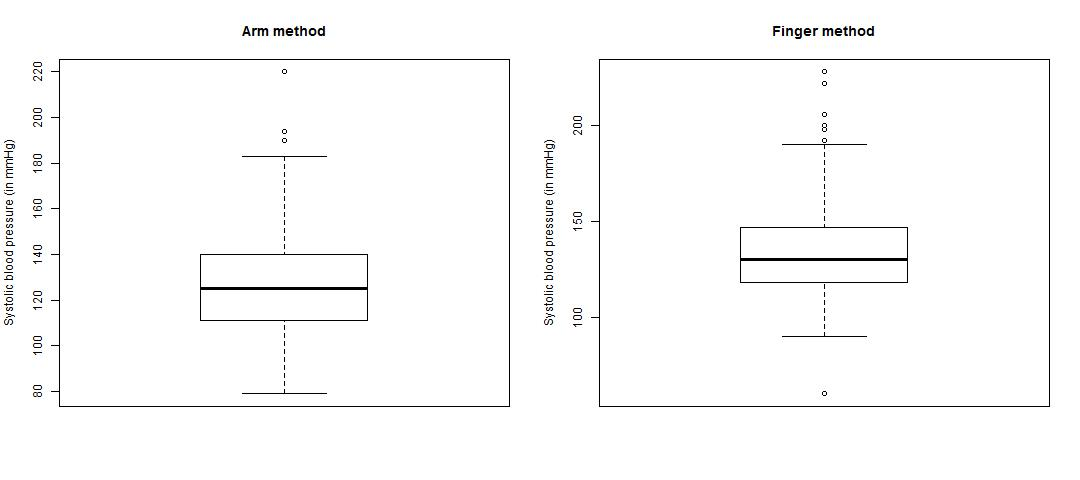 Arm method
Systolic blood pressure (in mmHg)
220
200
180
160
140
120
100
80
Finger method
Systolic blood pressure (in mmHg)
200
150
100